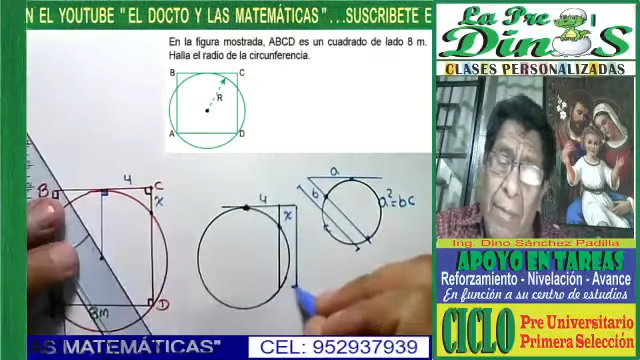 N EL YOUTUBE "EL DOCTO Y LAS MATEMÁTICAS"...SUSCRIBETE E
La Pre
DinoS
CLASES PERSONALIZADAS
En la figura mostrada, ABCD es un cuadrado de lado 8 m.
Halla el radio de la circunferencia.
B
C
R
A
D
B
4
C
x
8m
D
4
x
a
b
c
a²=bc
Ing. Dino Sánchez Padilla
APOYO EN TAREAS
Reforzamiento - Nivelación - Avance
En función a su centro de estudios
CICLO
Pre Universitario
Primera Selección
AS MATEMÁTICAS"
CEL: 952937939